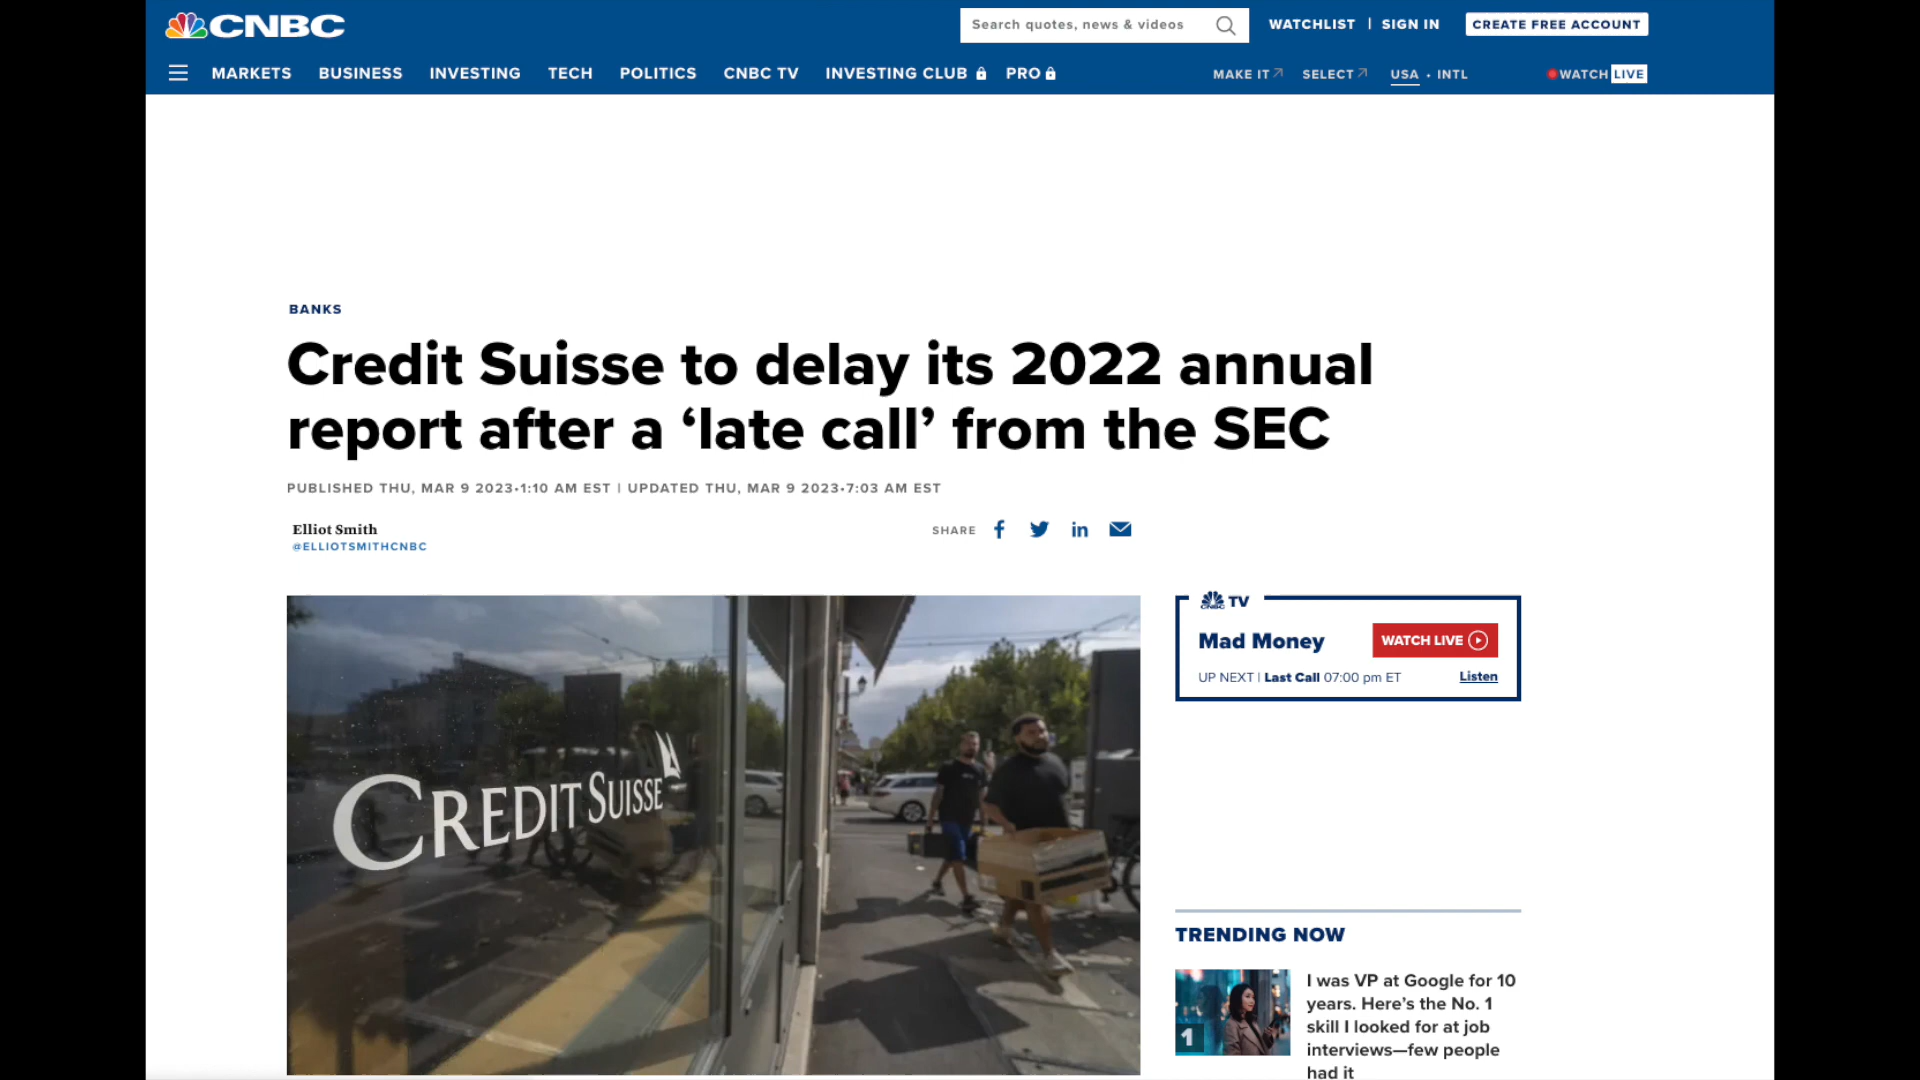 CNBC
Search quotes, news & videos
WATCHLIST | SIGN IN
CREATE FREE ACCOUNT
MARKETS BUSINESS INVESTING TECH POLITICS CNBC TV INVESTING CLUB PRO
MAKE IT SELECT USA • INTL
WATCH LIVE
BANKS
Credit Suisse to delay its 2022 annual
report after a ‘late call’ from the SEC
PUBLISHED THU, MAR 9 2023•1:10 AM EST | UPDATED THU, MAR 9 2023•7:03 AM EST
Elliot Smith
@ELLIOTSMITHCNBC
SHARE
CREDIT SUISSE
CNBC TV
Mad Money
WATCH LIVE
UP NEXT | Last Call 07:00 pm ET
Listen
TRENDING NOW
1
I was VP at Google for 10
years. Here’s the No. 1
skill I looked for at job
interviews—few people
had it